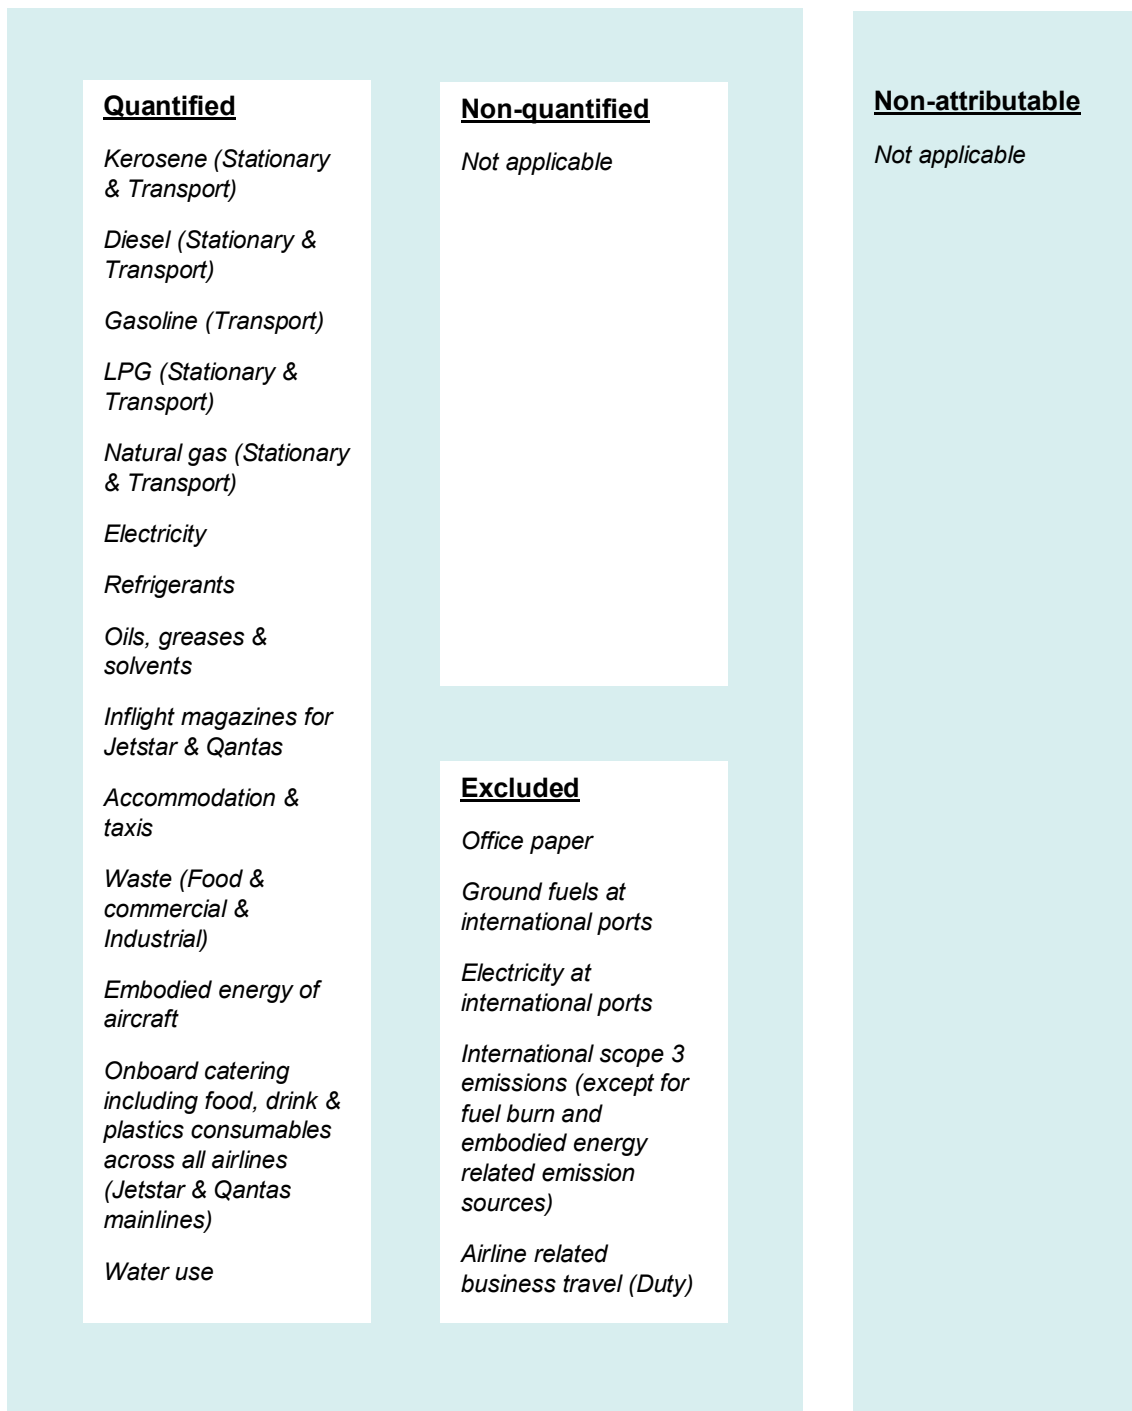 Quantified
Kerosene (Stationary
& Transport)
Diesel (Stationary &
Transport)
Gasoline (Transport)
LPG (Stationary &
Transport)
Natural gas (Stationary
& Transport)
Electricity
Refrigerants
Oils, greases &
solvents
Inflight magazines for
Jetstar & Qantas
Accommodation &
taxis
Waste (Food &
commercial &
Industrial)
Embodied energy of
aircraft
Onboard catering
including food, drink &
plastics consumables
across all airlines
(Jetstar & Qantas
mainlines)
Water use
Non-quantified
Not applicable
Excluded
Office paper
Ground fuels at
international ports
Electricity at
international ports
International scope 3
emissions (except for
fuel burn and
embodied energy
related emission
sources)
Airline related
business travel (Duty)
Non-attributable
Not applicable